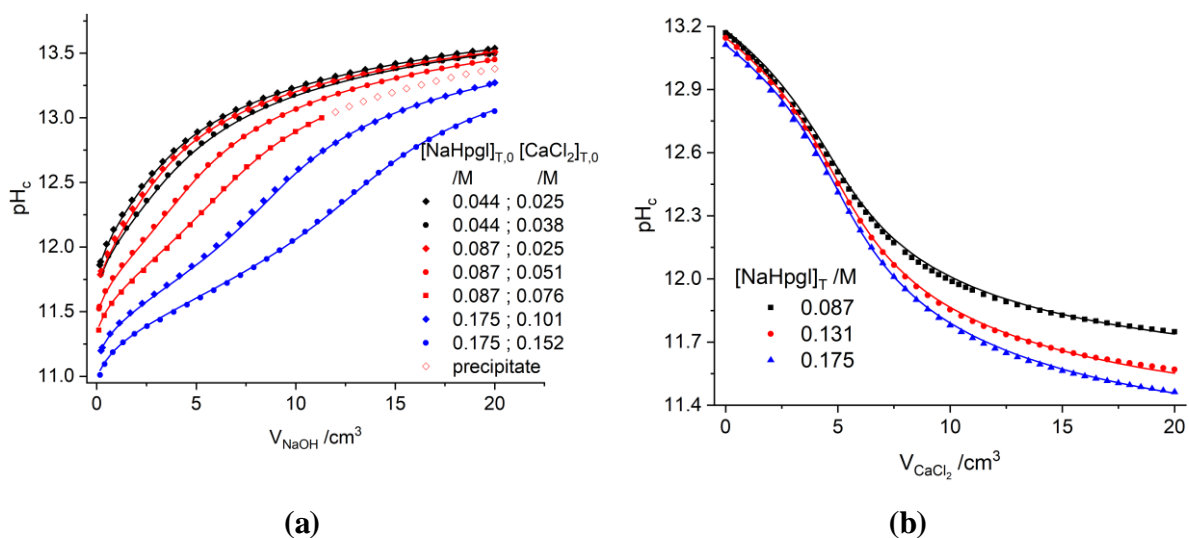 13.5
13.0
12.5
12.0
11.5
11.0
pHc
0 5 10 15 20
V_NaOH /cm³
[NaHpgl]T,0 [CaCl2]T,0
/M /M
0.044 ; 0.025
0.044 ; 0.038
0.087 ; 0.025
0.087 ; 0.051
0.087 ; 0.076
0.175 ; 0.101
0.175 ; 0.152
precipitate
(a)
13.2
12.9
12.6
12.3
12.0
11.7
11.4
pHc
0 5 10 15 20
V_CaCl2 /cm³
[NaHpgl]T /M
0.087
0.131
0.175
(b)